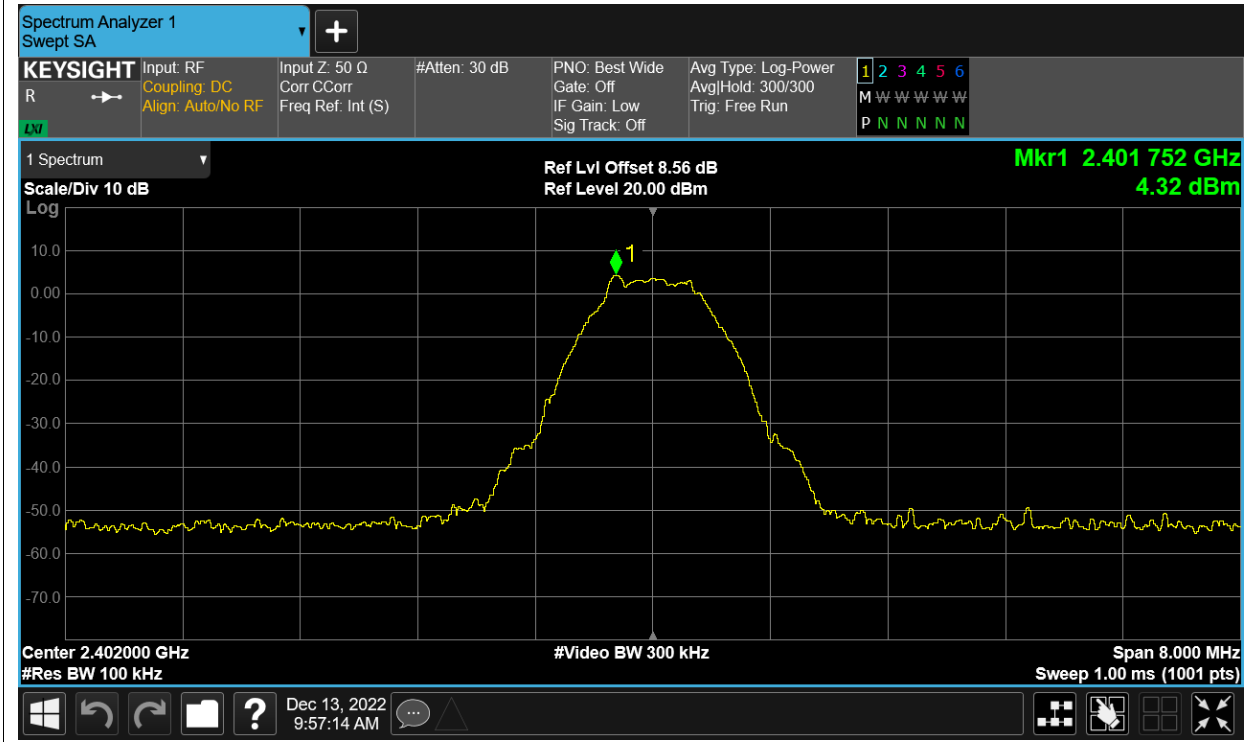 Spectrum Analyzer 1
Swept SA
KEYSIGHT
R
LXI
Input: RF
Coupling: DC
Align: Auto/No RF
Input Z: 50 Ω
Corr CCorr
Freq Ref: Int (S)
#Atten: 30 dB
PNO: Best Wide
Gate: Off
IF Gain: Low
Sig Track: Off
Avg Type: Log-Power
Avg|Hold: 300/300
Trig: Free Run
1 2 3 4 5 6
M W W W W W
P N N N N N
1 Spectrum
Scale/Div 10 dB
Log
Ref Lvl Offset 8.56 dB
Ref Level 20.00 dBm
Mkr1 2.401 752 GHz
4.32 dBm
1
10.0
0.00
-10.0
-20.0
-30.0
-40.0
-50.0
-60.0
-70.0
Center 2.402000 GHz
#Video BW 300 kHz
Span 8.000 MHz
#Res BW 100 kHz
Sweep 1.00 ms (1001 pts)
?
Dec 13, 2022
9:57:14 AM